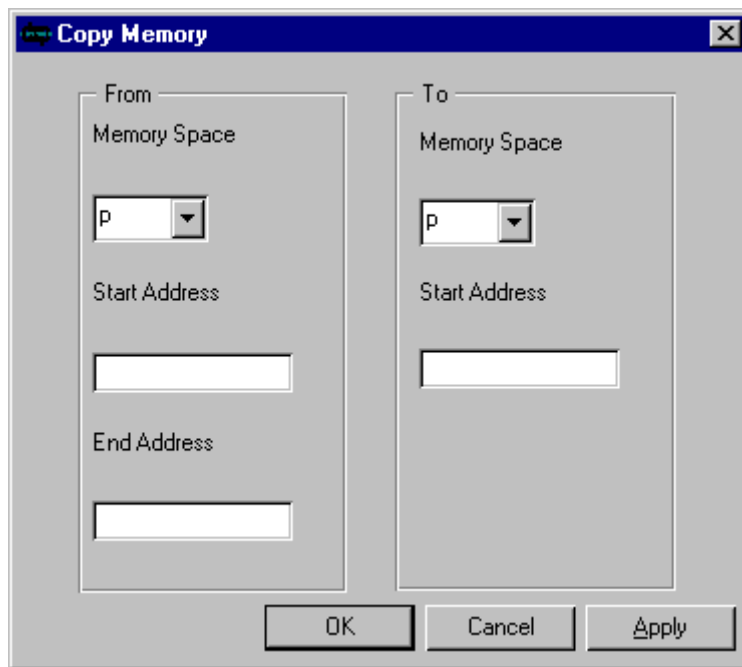 Copy Memory
From
Memory Space
p
Start Address
End Address
To
Memory Space
p
Start Address
OK
Cancel
Apply